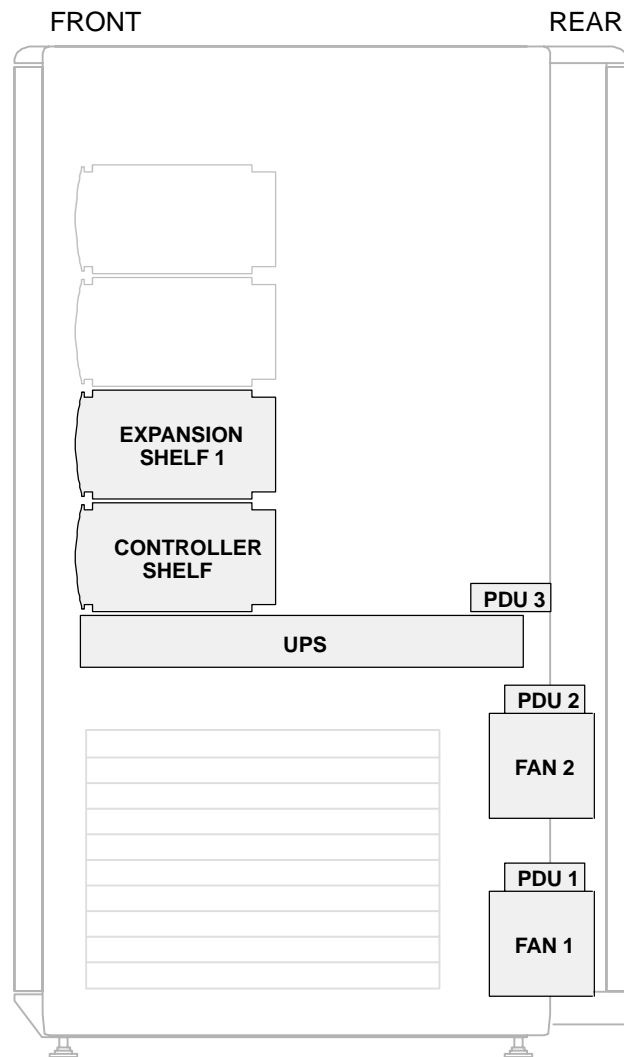 FRONT
REAR
EXPANSION
SHELF 1
CONTROLLER
SHELF
PDU 3
UPS
PDU 2
FAN 2
PDU 1
FAN 1